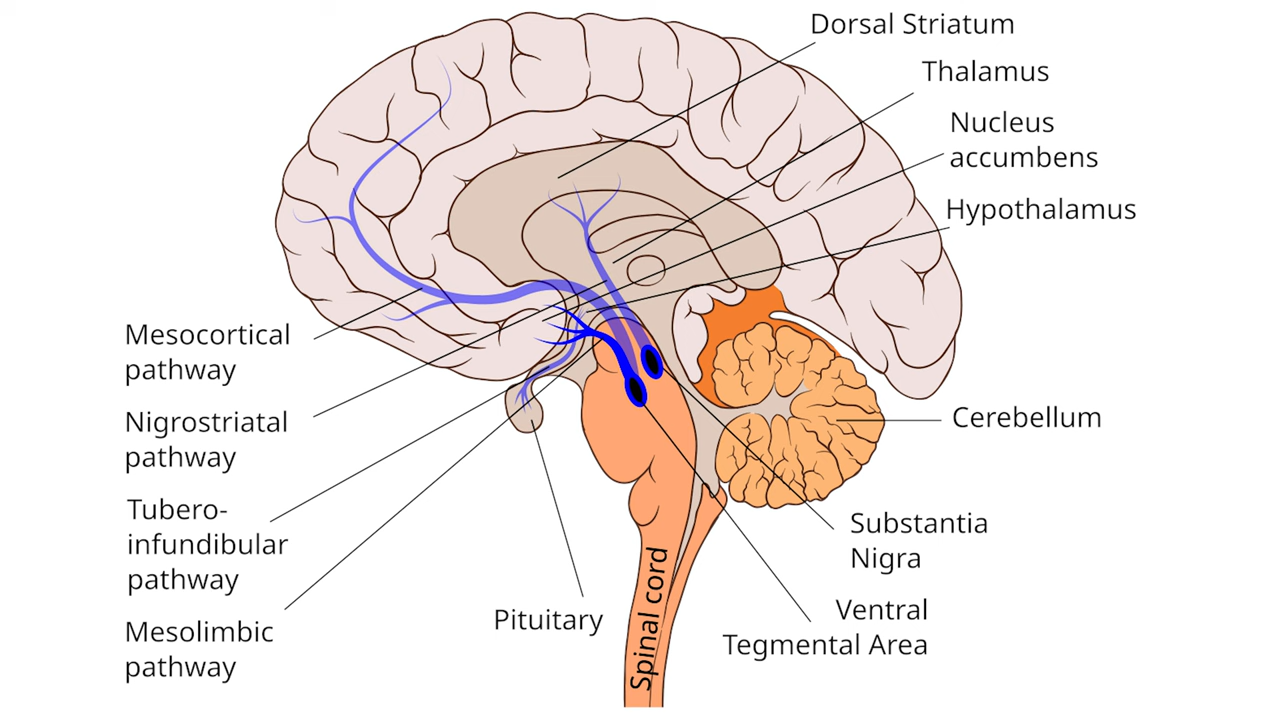 Dorsal Striatum
Thalamus
Nucleus
accumbens
Hypothalamus
Mesocortical
pathway
Nigrostriatal
pathway
Tubero-
infundibular
pathway
Mesolimbic
pathway
Pituitary
Spinal cord
Cerebellum
Substantia
Nigra
Ventral
Tegmental Area